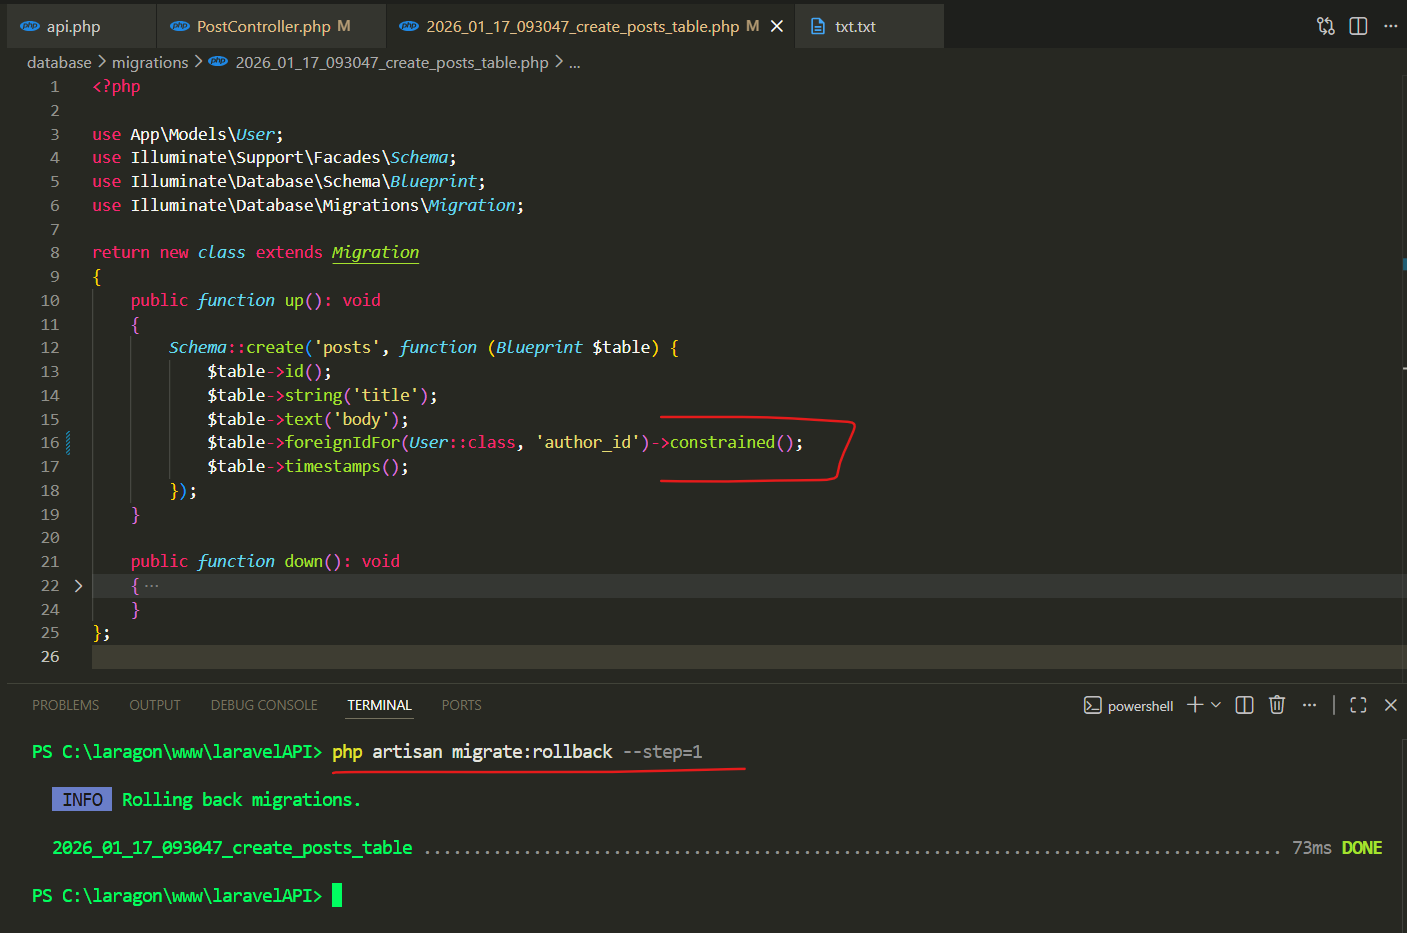 api.php
PostController.php M
2026_01_17_093047_create_posts_table.php M
txt.txt
database > migrations > 2026_01_17_093047_create_posts_table.php > ...
1 <?php
2
3 use App\Models\User;
4 use Illuminate\Support\Facades\Schema;
5 use Illuminate\Database\Schema\Blueprint;
6 use Illuminate\Database\Migrations\Migration;
7
8 return new class extends Migration
9 {
10     public function up(): void
11     {
12         Schema::create('posts', function (Blueprint $table) {
13             $table->id();
14             $table->string('title');
15             $table->text('body');
16             $table->foreignIdFor(User::class, 'author_id')->constrained();
17             $table->timestamps();
18         });
19     }
20
21     public function down(): void
22     { ···
24     }
25 };
26
PROBLEMS OUTPUT DEBUG CONSOLE TERMINAL PORTS powershell
PS C:\laragon\www\laravelAPI> php artisan migrate:rollback --step=1
INFO Rolling back migrations.
2026_01_17_093047_create_posts_table ...................................................................................... 73ms DONE
PS C:\laragon\www\laravelAPI>